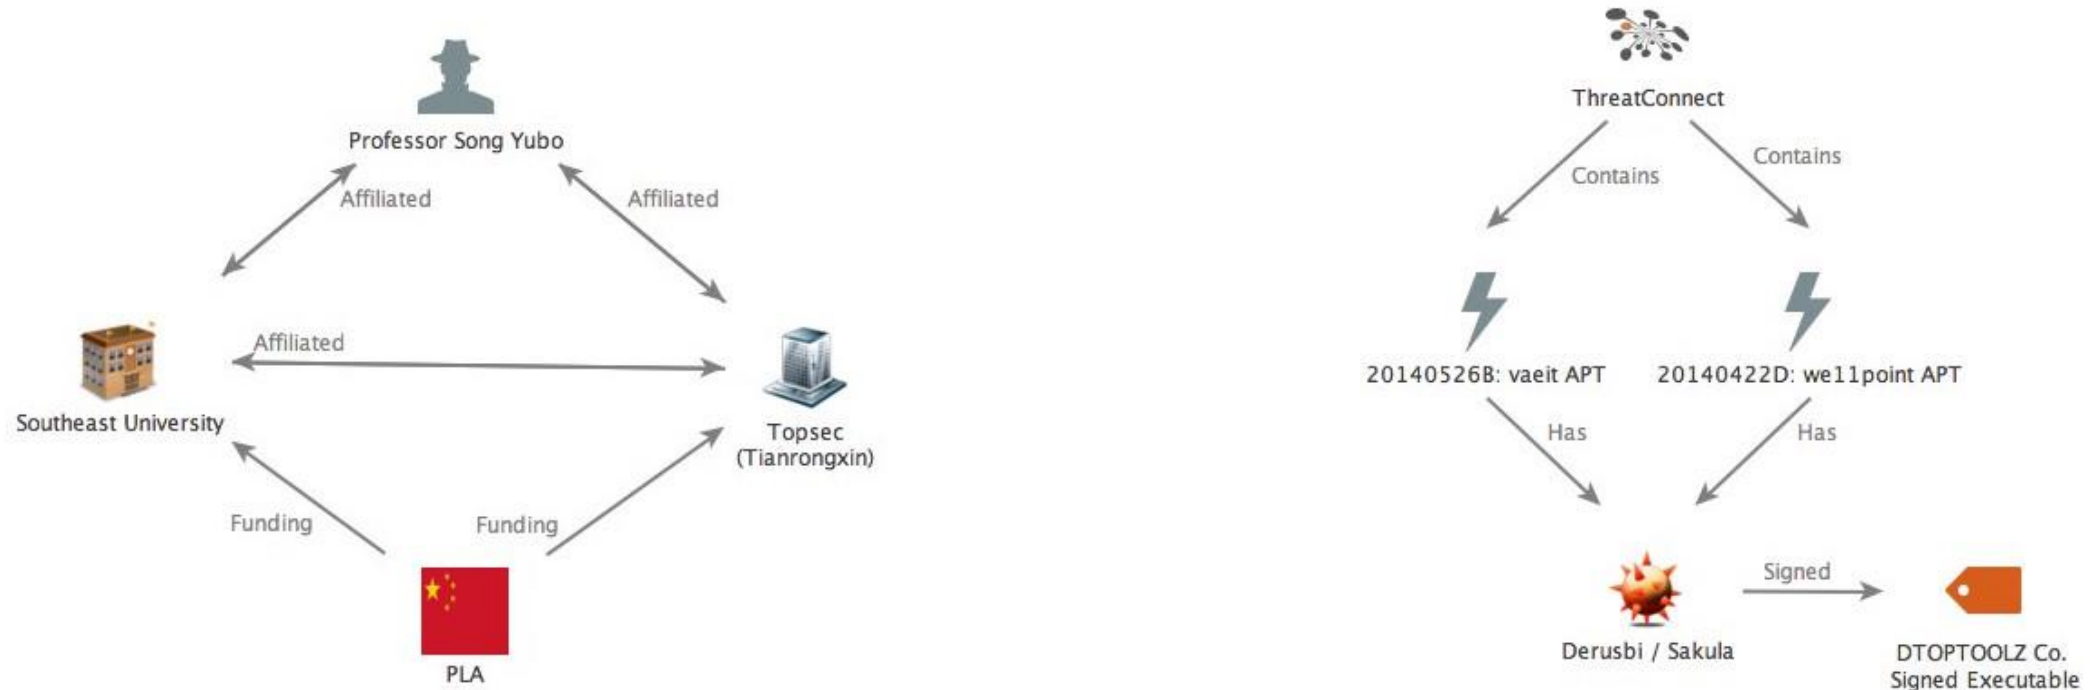 Professor Song Yubo
Affiliated
Affiliated
Affiliated
Southeast University
Topsec
(Tianrongxin)
Funding
Funding
PLA
ThreatConnect
Contains
Contains
20140526B: vaeit APT
20140422D: we11point APT
Has
Has
Signed
Derusbi / Sakula
DTOPTOOLZ Co.
Signed Executable